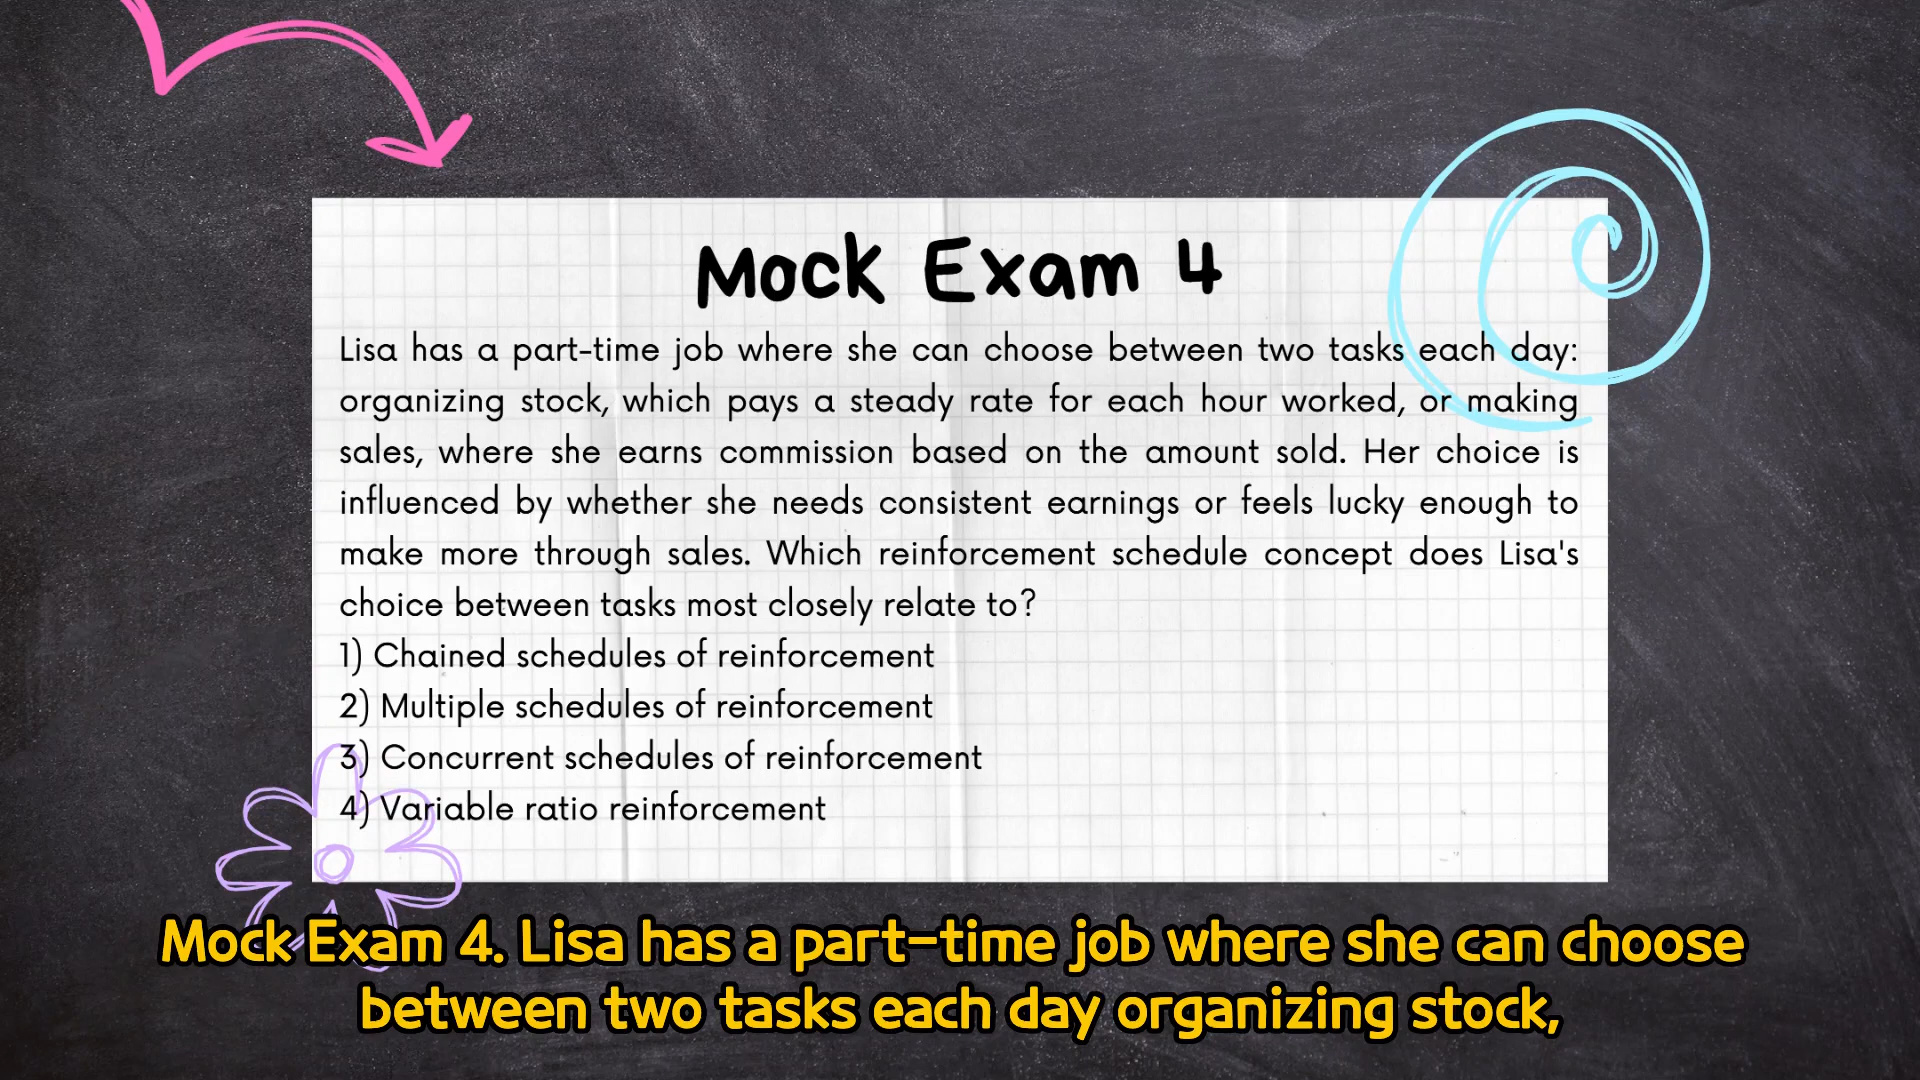 Mock Exam 4
Lisa has a part-time job where she can choose between two tasks each day:
organizing stock, which pays a steady rate for each hour worked, or making
sales, where she earns commission based on the amount sold. Her choice is
influenced by whether she needs consistent earnings or feels lucky enough to
make more through sales. Which reinforcement schedule concept does Lisa's
choice between tasks most closely relate to?
1) Chained schedules of reinforcement
2) Multiple schedules of reinforcement
3) Concurrent schedules of reinforcement
4) Variable ratio reinforcement
Mock Exam 4. Lisa has a part-time job where she can choose
between two tasks each day organizing stock,